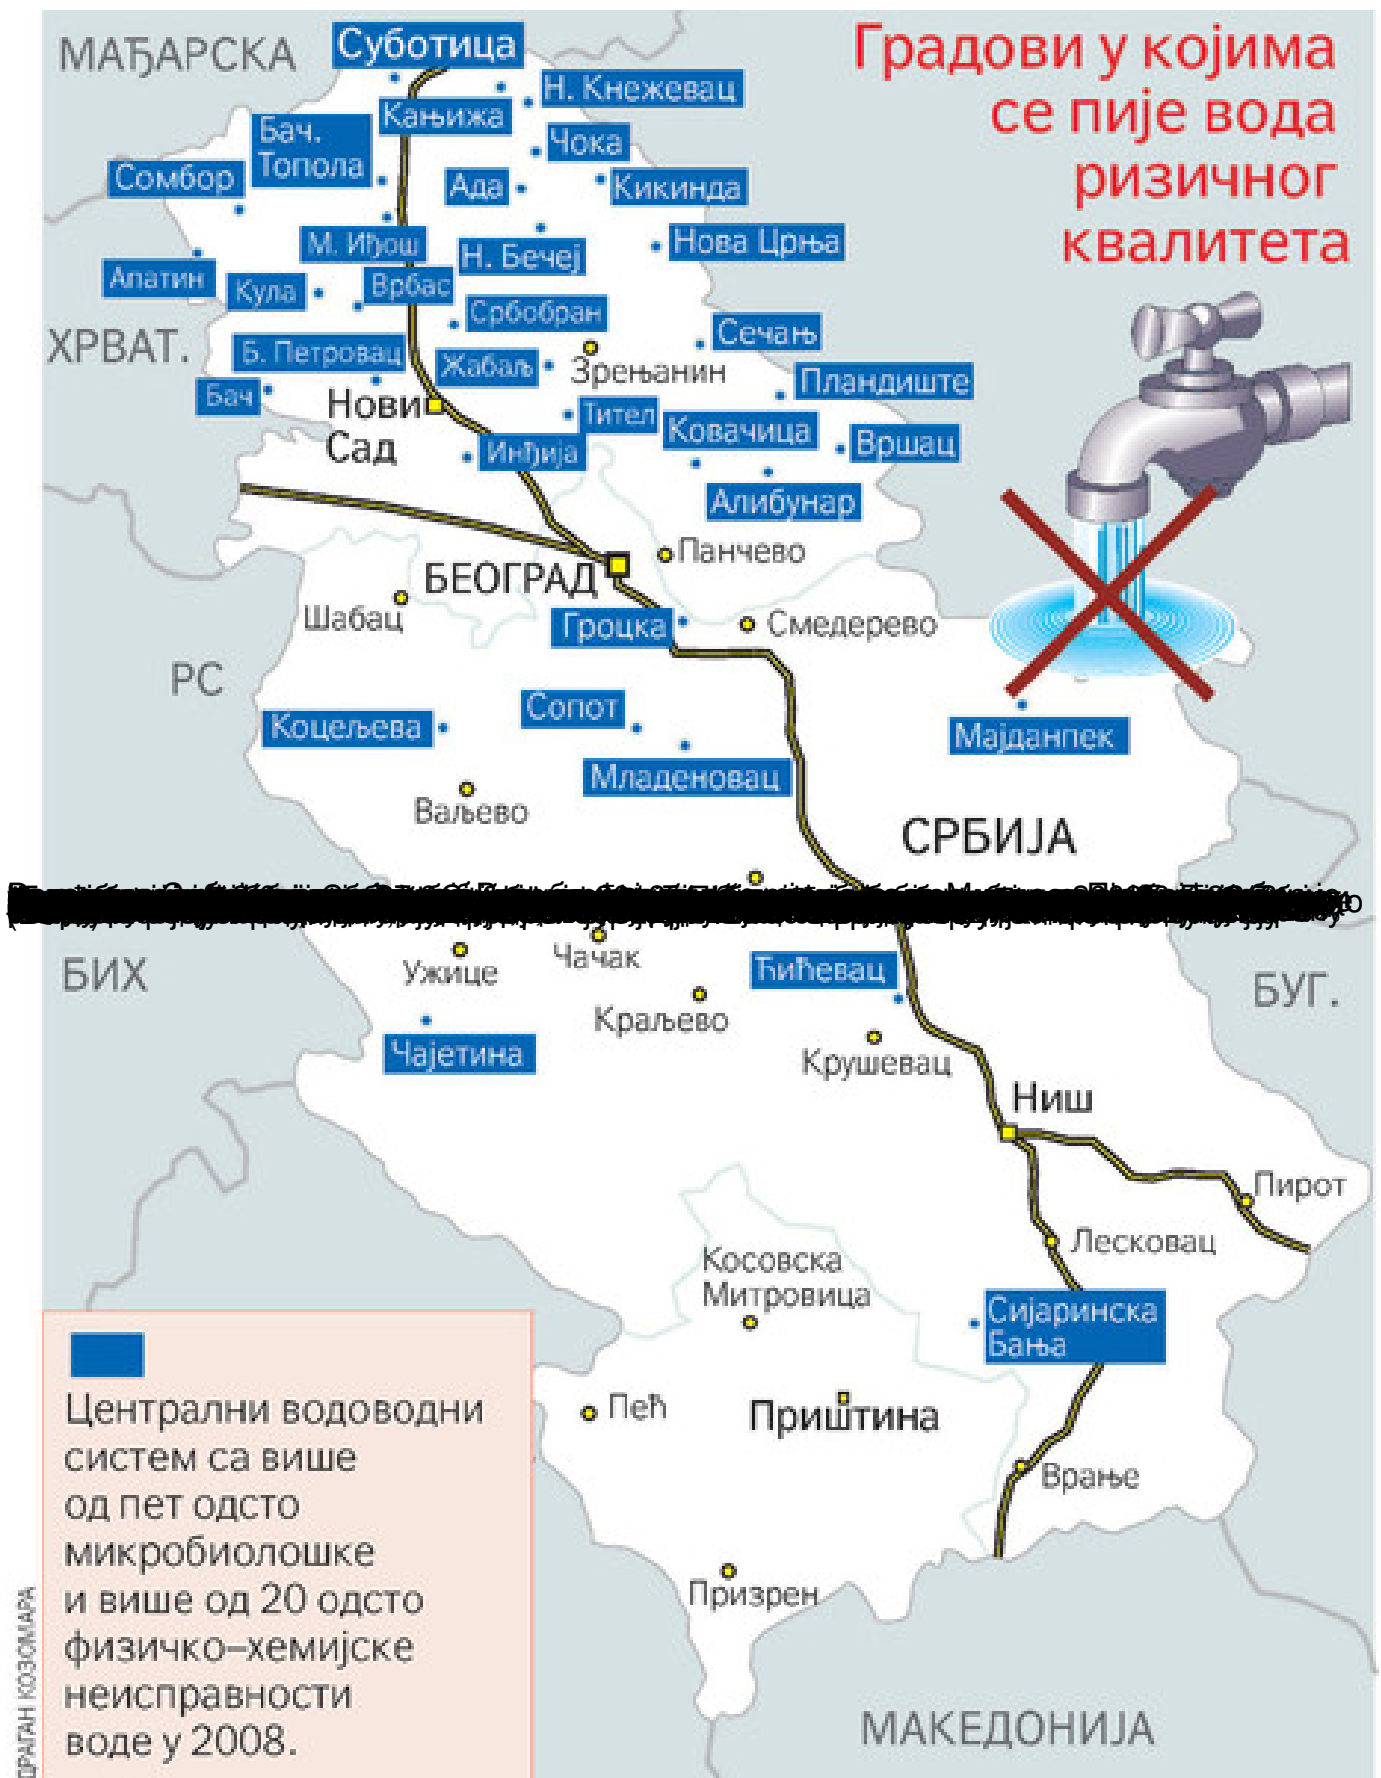 Градови у којима
се пије вода
ризичног
квалитета
МАЂАРСКА
Суботица
Н. Кнежевац
Кањижа
Бач.
Топола
Чока
Сомбор
Ада
Кикинда
М. Иђош
Н. Бечеј
Нова Црња
Апатин
Кула
Врбас
Србобран
ХРВАТ.
Сечањ
Б. Петровац
Жабаљ
Зрењанин
Пландиште
Бач
Нови
Сад
Тител
Ковачица
Вршац
Инђија
Алибунар
Панчево
БЕОГРАД
Шабац
Гроцка
Смедерево
РС
Сопот
Коцељева
Мајданпек
Младеновац
Ваљево
СРБИЈА
БИХ
Ужице
Чачак
Ћићевац
БУГ.
Краљево
Чајетина
Крушевац
Ниш
Пирот
Лесковац
Косовска
Митровица
Сијаринска
Бања
Пећ
Приштина
Врање
Призрен
МАКЕДОНИЈА
Централни водоводни
систем са више
од пет одсто
микробиолошке
и више од 20 одсто
физичко–хемијске
неисправности
воде у 2008.
ДРАГАН КОЗОМАРА